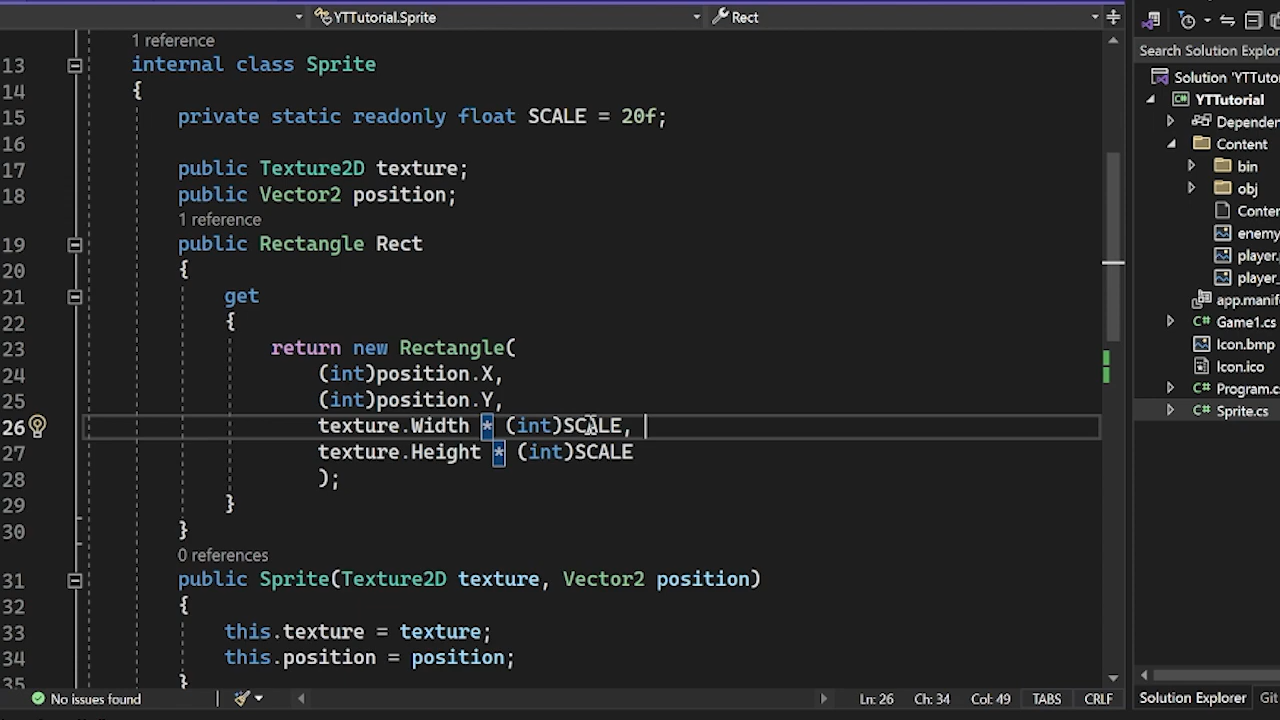 YTTutorial.Sprite
Rect
1 reference
13 internal class Sprite
14 {
15 private static readonly float SCALE = 20f;
16
17 public Texture2D texture;
18 public Vector2 position;
1 reference
19 public Rectangle Rect
20 {
21 get
22 {
23 return new Rectangle(
24 (int)position.X,
25 (int)position.Y,
26 texture.Width * (int)SCALE,
27 texture.Height * (int)SCALE
28 );
29 }
30 }
0 references
31 public Sprite(Texture2D texture, Vector2 position)
32 {
33 this.texture = texture;
34 this.position = position;
35 }
No issues found
Ln: 26 Ch: 34 Col: 49 TABS CRLF
Search Solution Explor
Solution 'YTTuto
C# YTTutorial
Depender
Content
bin
obj
Conter
enemy
player.
player_
app.manif
C# Game1.cs
Icon.bmp
Icon.ico
C# Program.c
C# Sprite.cs
Solution Explorer
Git